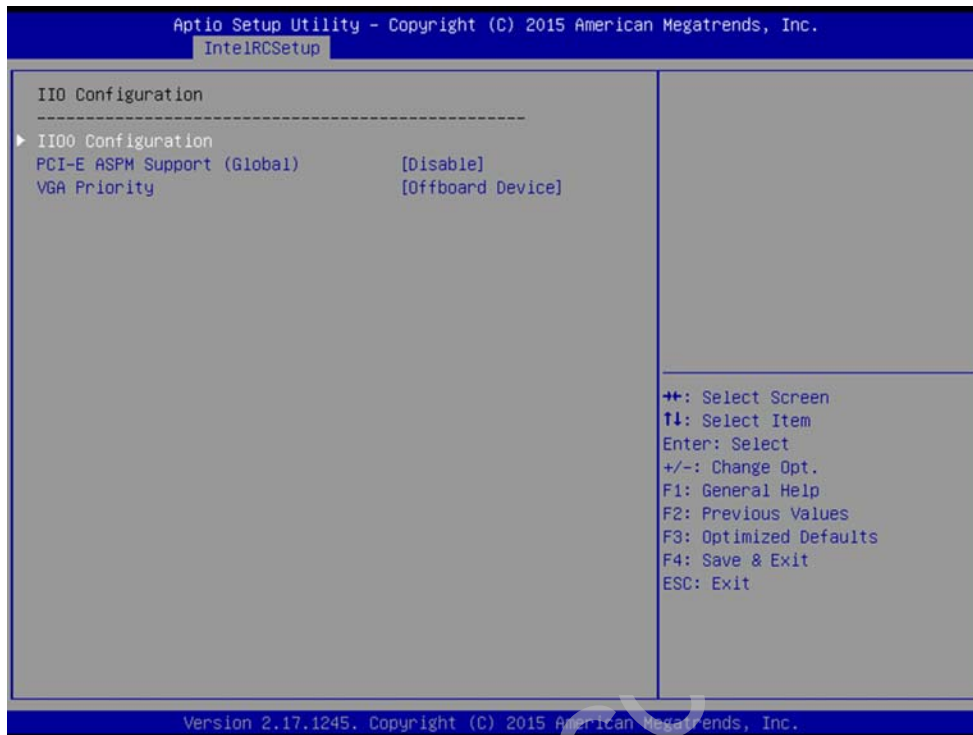 Aptio Setup Utility – Copyright (C) 2015 American Megatrends, Inc.
IntelRCSetup
IIO Configuration
--------------------------------------------------
► IIO0 Configuration
PCI-E ASPM Support (Global) [Disable]
VGA Priority [Offboard Device]
→←: Select Screen
↑↓: Select Item
Enter: Select
+/-: Change Opt.
F1: General Help
F2: Previous Values
F3: Optimized Defaults
F4: Save & Exit
ESC: Exit
Version 2.17.1245. Copyright (C) 2015 American Megatrends, Inc.